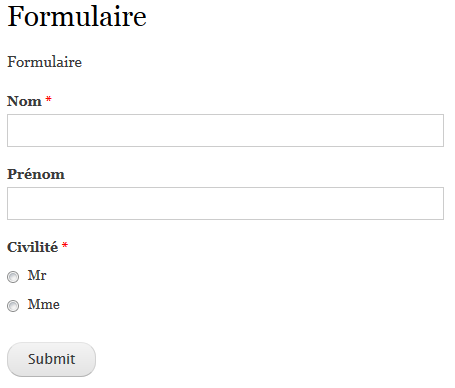 Formulaire
Formulaire
Nom *
Prénom
Civilité *
Mr
Mme
Submit